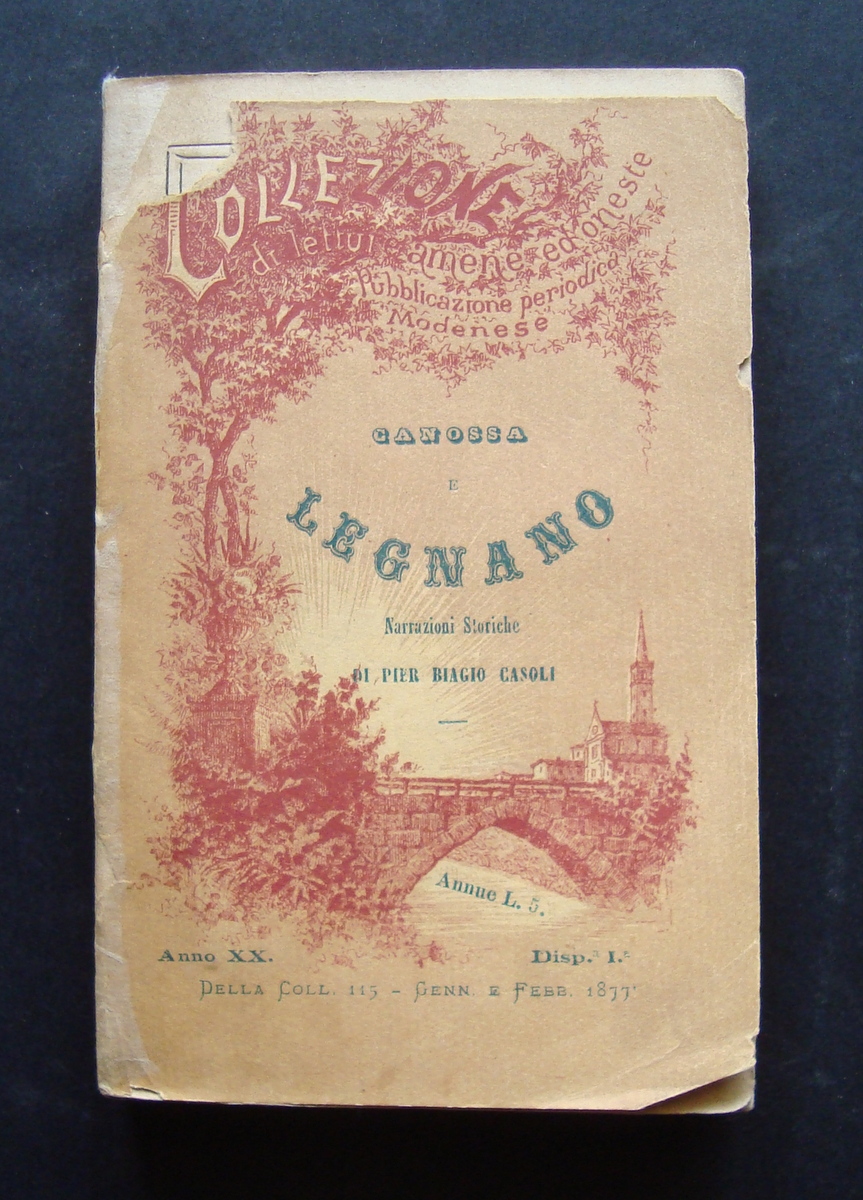 COLLEZIONE
di lettur e amene ed oneste
Pubblicazione periodica
Modenese
CANOSSA
E
LEGNANO
Narrazioni Storiche
DI PIER BIAGIO CASOLI
Annue L. 5.
Anno XX. Disp.ª I.ª
DELLA COLL. 115 – GENN. E FEBB. 1877